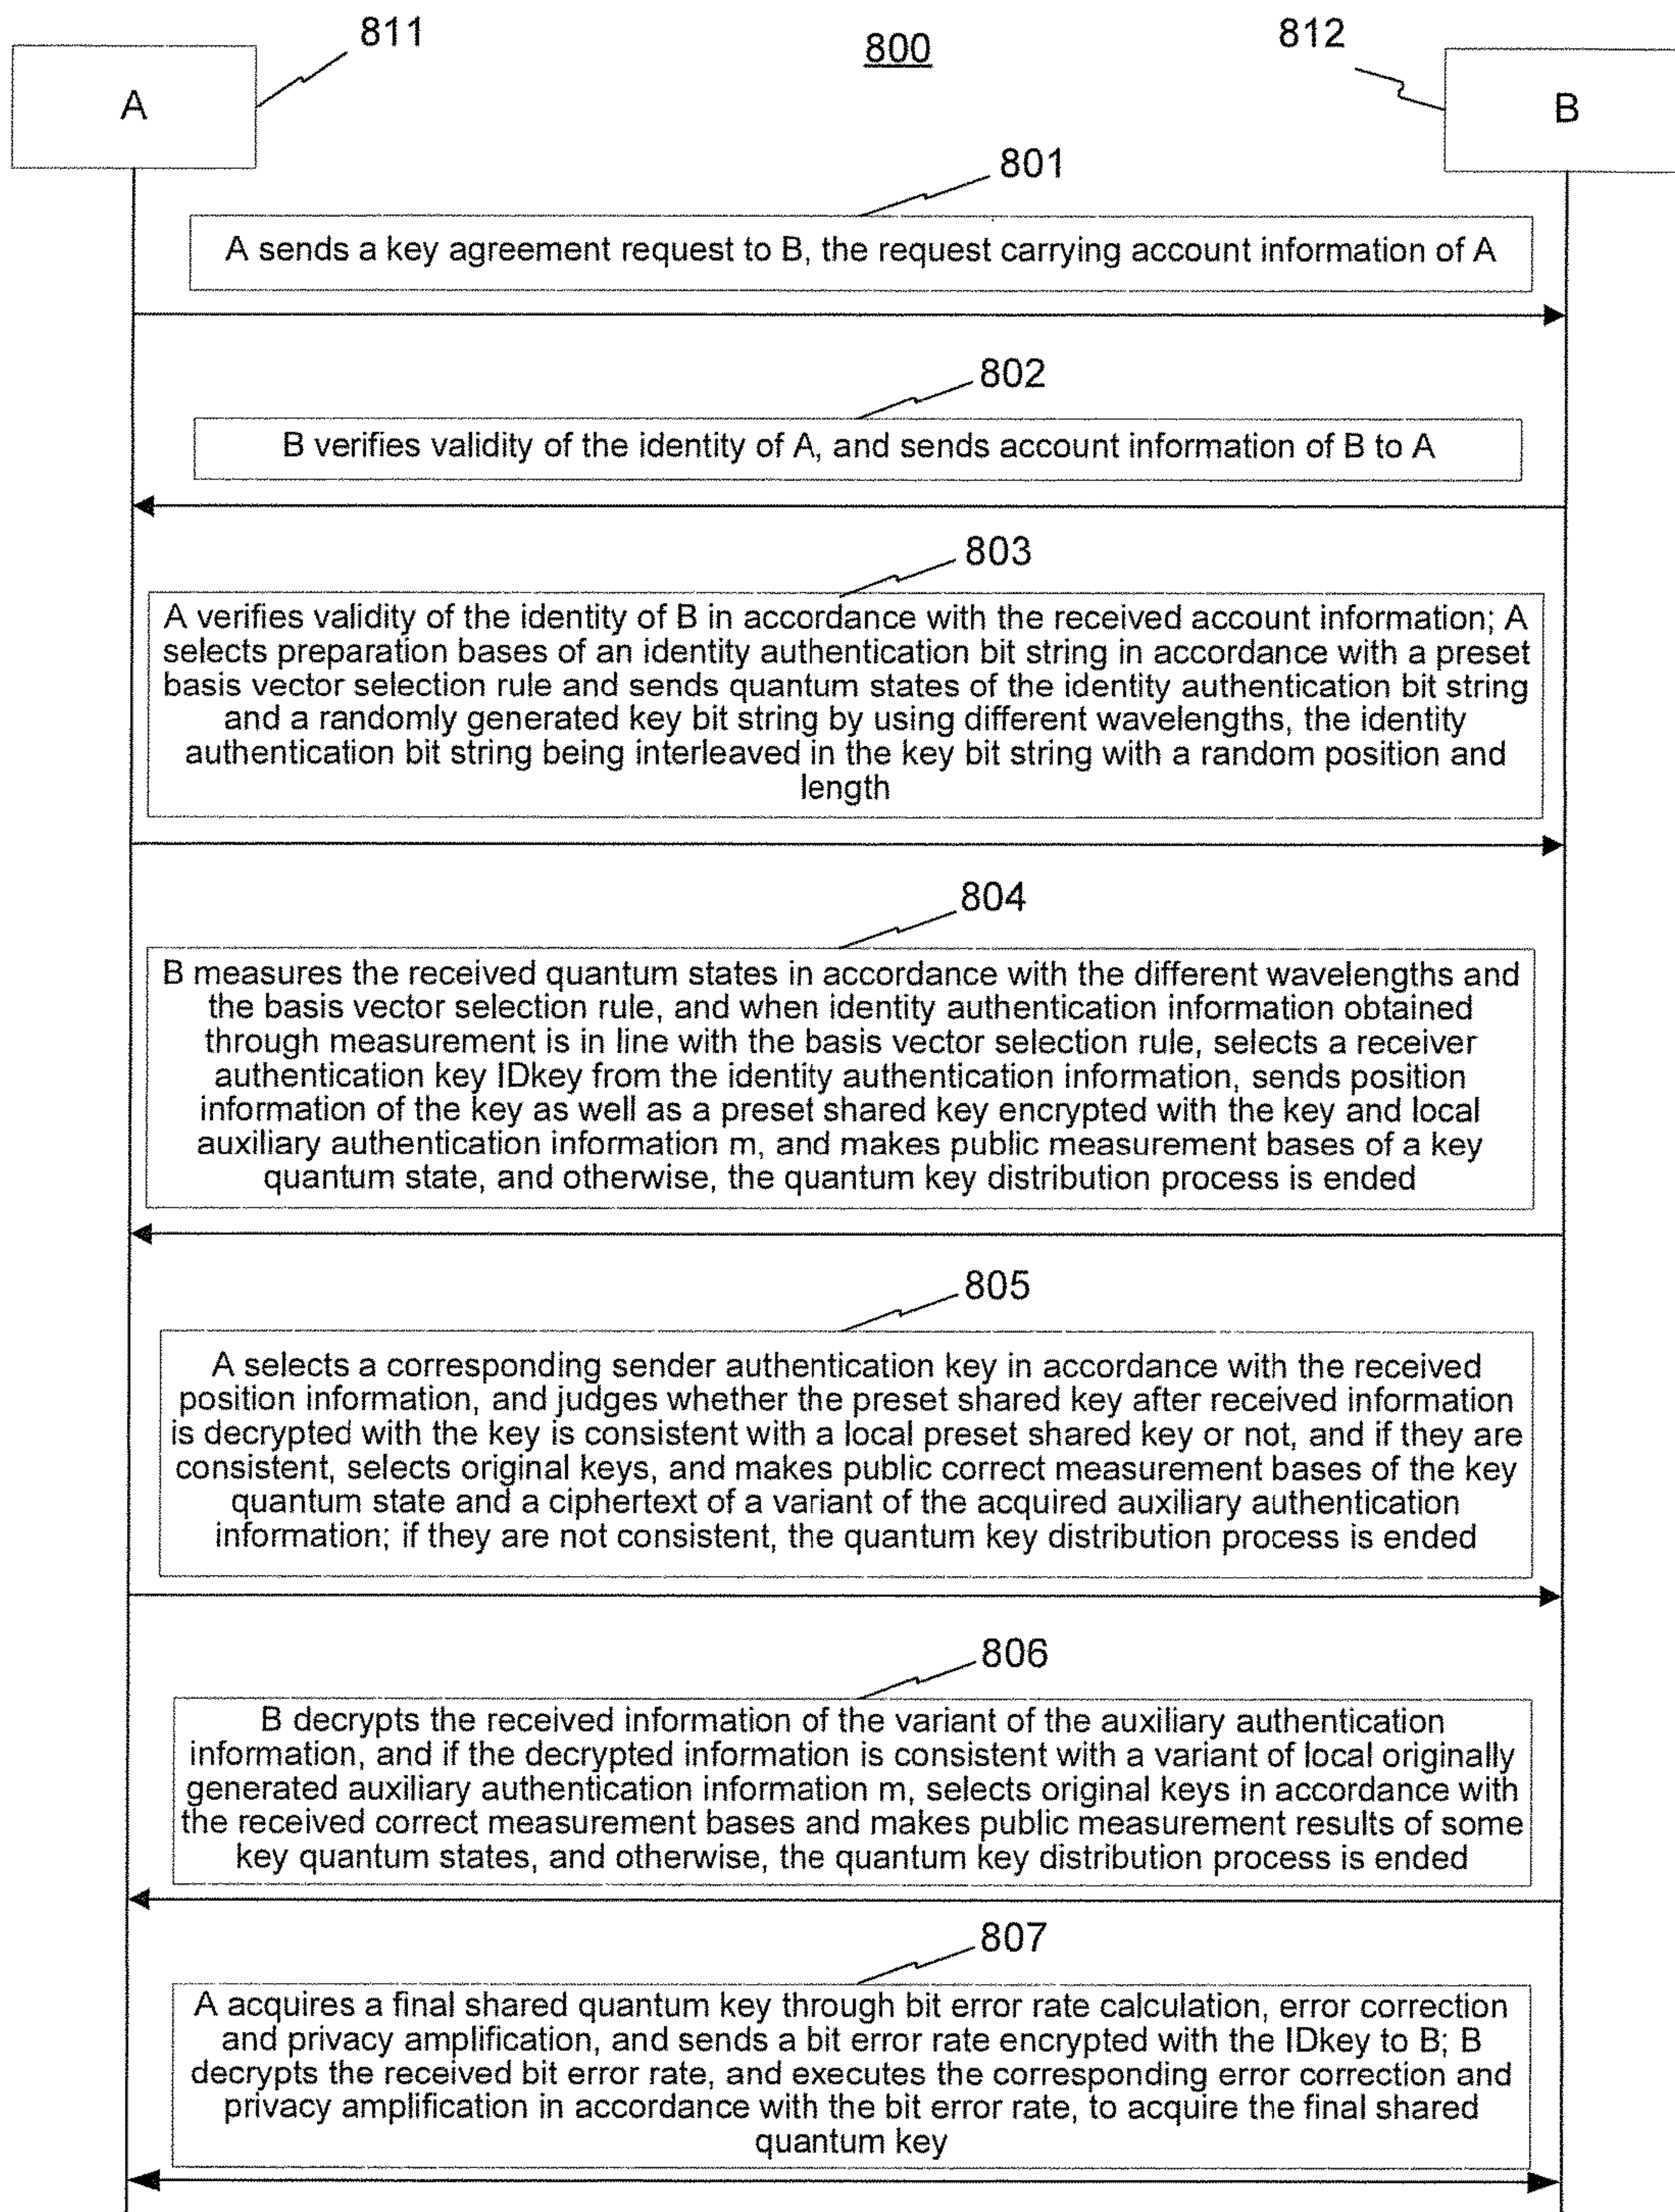 811
800
812
A
B
801
A sends a key agreement request to B, the request carrying account information of A
802
B verifies validity of the identity of A, and sends account information of B to A
803
A verifies validity of the identity of B in accordance with the received account information; A
selects preparation bases of an identity authentication bit string in accordance with a preset
basis vector selection rule and sends quantum states of the identity authentication bit string
and a randomly generated key bit string by using different wavelengths, the identity
authentication bit string being interleaved in the key bit string with a random position and
length
804
B measures the received quantum states in accordance with the different wavelengths and
the basis vector selection rule, and when identity authentication information obtained
through measurement is in line with the basis vector selection rule, selects a receiver
authentication key IDkey from the identity authentication information, sends position
information of the key as well as a preset shared key encrypted with the key and local
auxiliary authentication information m, and makes public measurement bases of a key
quantum state, and otherwise, the quantum key distribution process is ended
805
A selects a corresponding sender authentication key in accordance with the received
position information, and judges whether the preset shared key after received information
is decrypted with the key is consistent with a local preset shared key or not, and if they are
consistent, selects original keys, and makes public correct measurement bases of the key
quantum state and a ciphertext of a variant of the acquired auxiliary authentication
information; if they are not consistent, the quantum key distribution process is ended
806
B decrypts the received information of the variant of the auxiliary authentication
information, and if the decrypted information is consistent with a variant of local originally
generated auxiliary authentication information m, selects original keys in accordance with
the received correct measurement bases and makes public measurement results of some
key quantum states, and otherwise, the quantum key distribution process is ended
807
A acquires a final shared quantum key through bit error rate calculation, error correction
and privacy amplification, and sends a bit error rate encrypted with the IDkey to B; B
decrypts the received bit error rate, and executes the corresponding error correction and
privacy amplification in accordance with the bit error rate, to acquire the final shared
quantum key